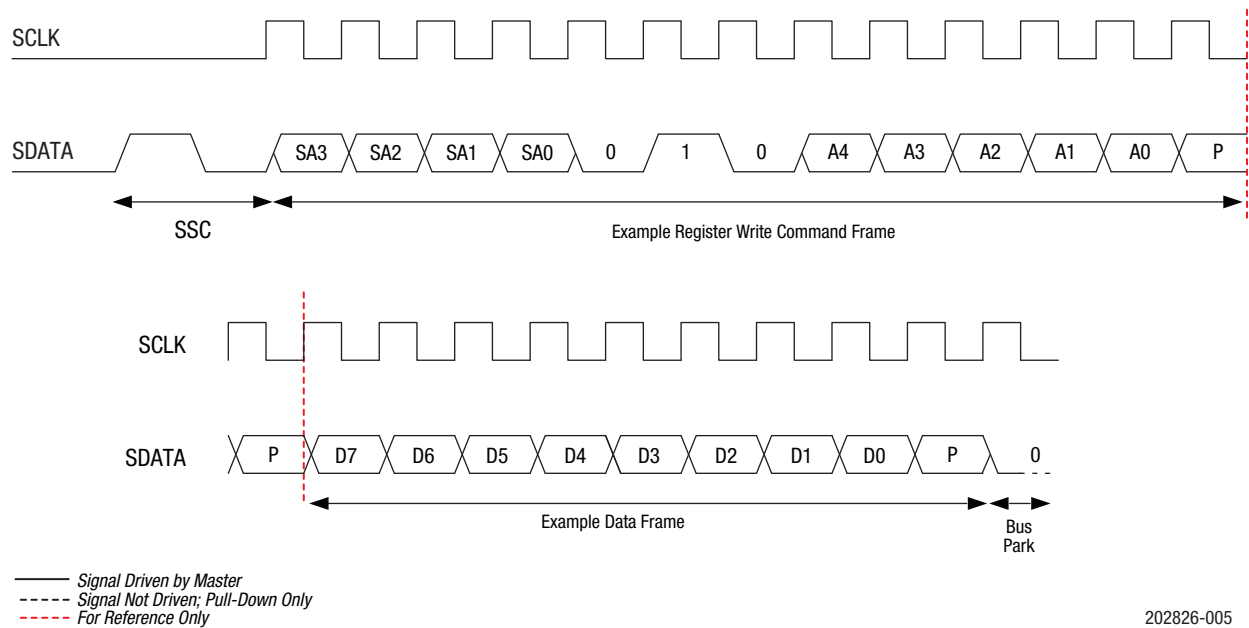 SCLK
SDATA SA3 SA2 SA1 SA0 0 1 0 A4 A3 A2 A1 A0 P
SSC
Example Register Write Command Frame
SCLK
SDATA P D7 D6 D5 D4 D3 D2 D1 D0 P 0
Example Data Frame
Bus
Park
Signal Driven by Master
Signal Not Driven; Pull-Down Only
For Reference Only
202826-005